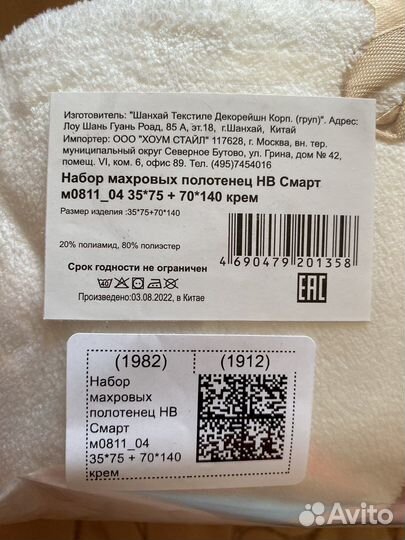 Изготовитель: "Шанхай Текстиле Декорейшн Корп. (груп)". Адрес:
Лоу Шань Гуань Роад, 85 А, эт.18, г.Шанхай, Китай
Импортер: ООО "ХОУМ СТАЙЛ" 117628, г. Москва, вн. тер.
муниципальный округ Северное Бутово, ул. Грина, дом № 42,
помещ. VI, ком. 6, офис 89. Тел. (495)7454016
Набор махровых полотенец НВ Смарт
м0811_04 35*75 + 70*140 крем
Размер изделия :35*75+70*140
20% полиамид, 80% полиэстер
Срок годности не ограничен
Произведено:03.08.2022, в Китае
4 690479 201358
EAC
(1982)
(1912)
Набор
махровых
полотенец НВ
Смарт
м0811_04
35*75 + 70*140
крем
Avito